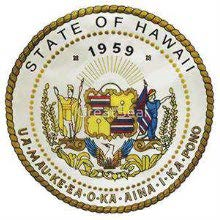 STATE OF HAWAII
1959
UA·MAU·KE·EA·O·KA·AINA·I·KA·PONO